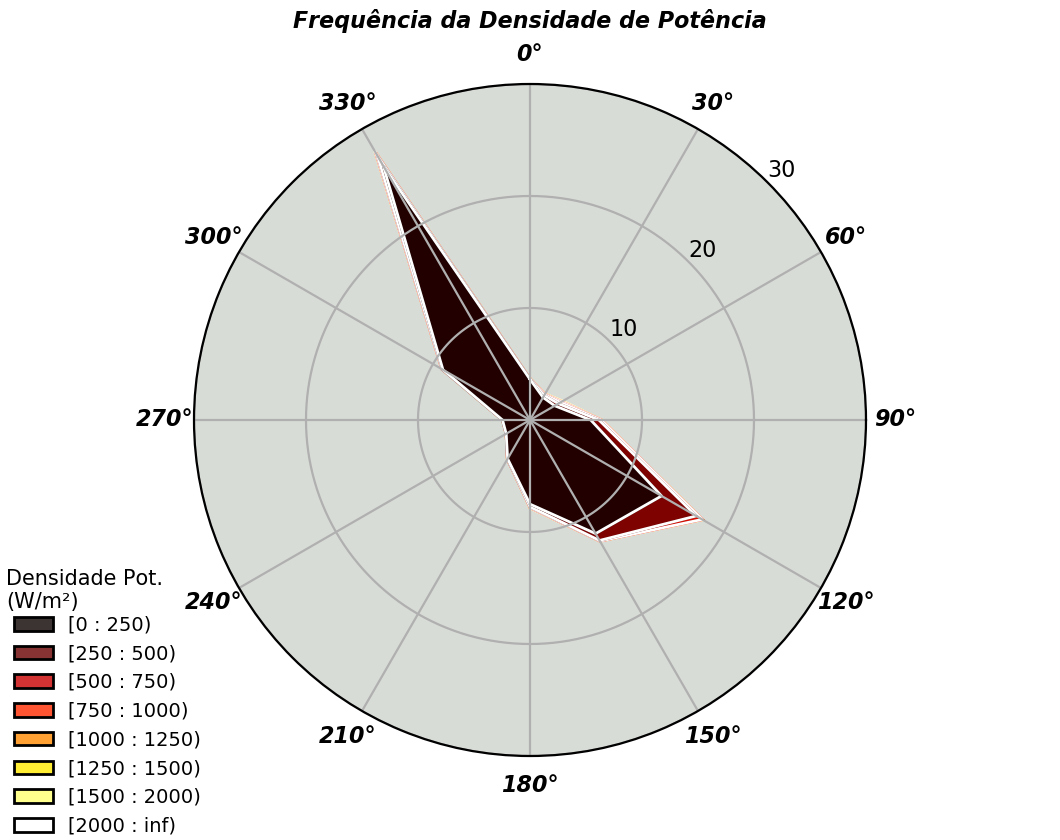 Frequência da Densidade de Potência
0°
330°
30°
30
300°
60°
20
10
270°
90°
240°
120°
210°
150°
180°
Densidade Pot.
(W/m²)
[0 : 250)
[250 : 500)
[500 : 750)
[750 : 1000)
[1000 : 1250)
[1250 : 1500)
[1500 : 2000)
[2000 : inf)